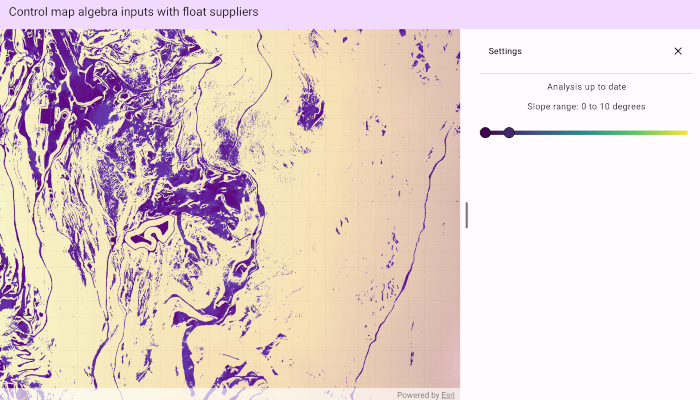 Control map algebra inputs with float suppliers
Settings
Analysis up to date
Slope range: 0 to 10 degrees
Powered by Esri